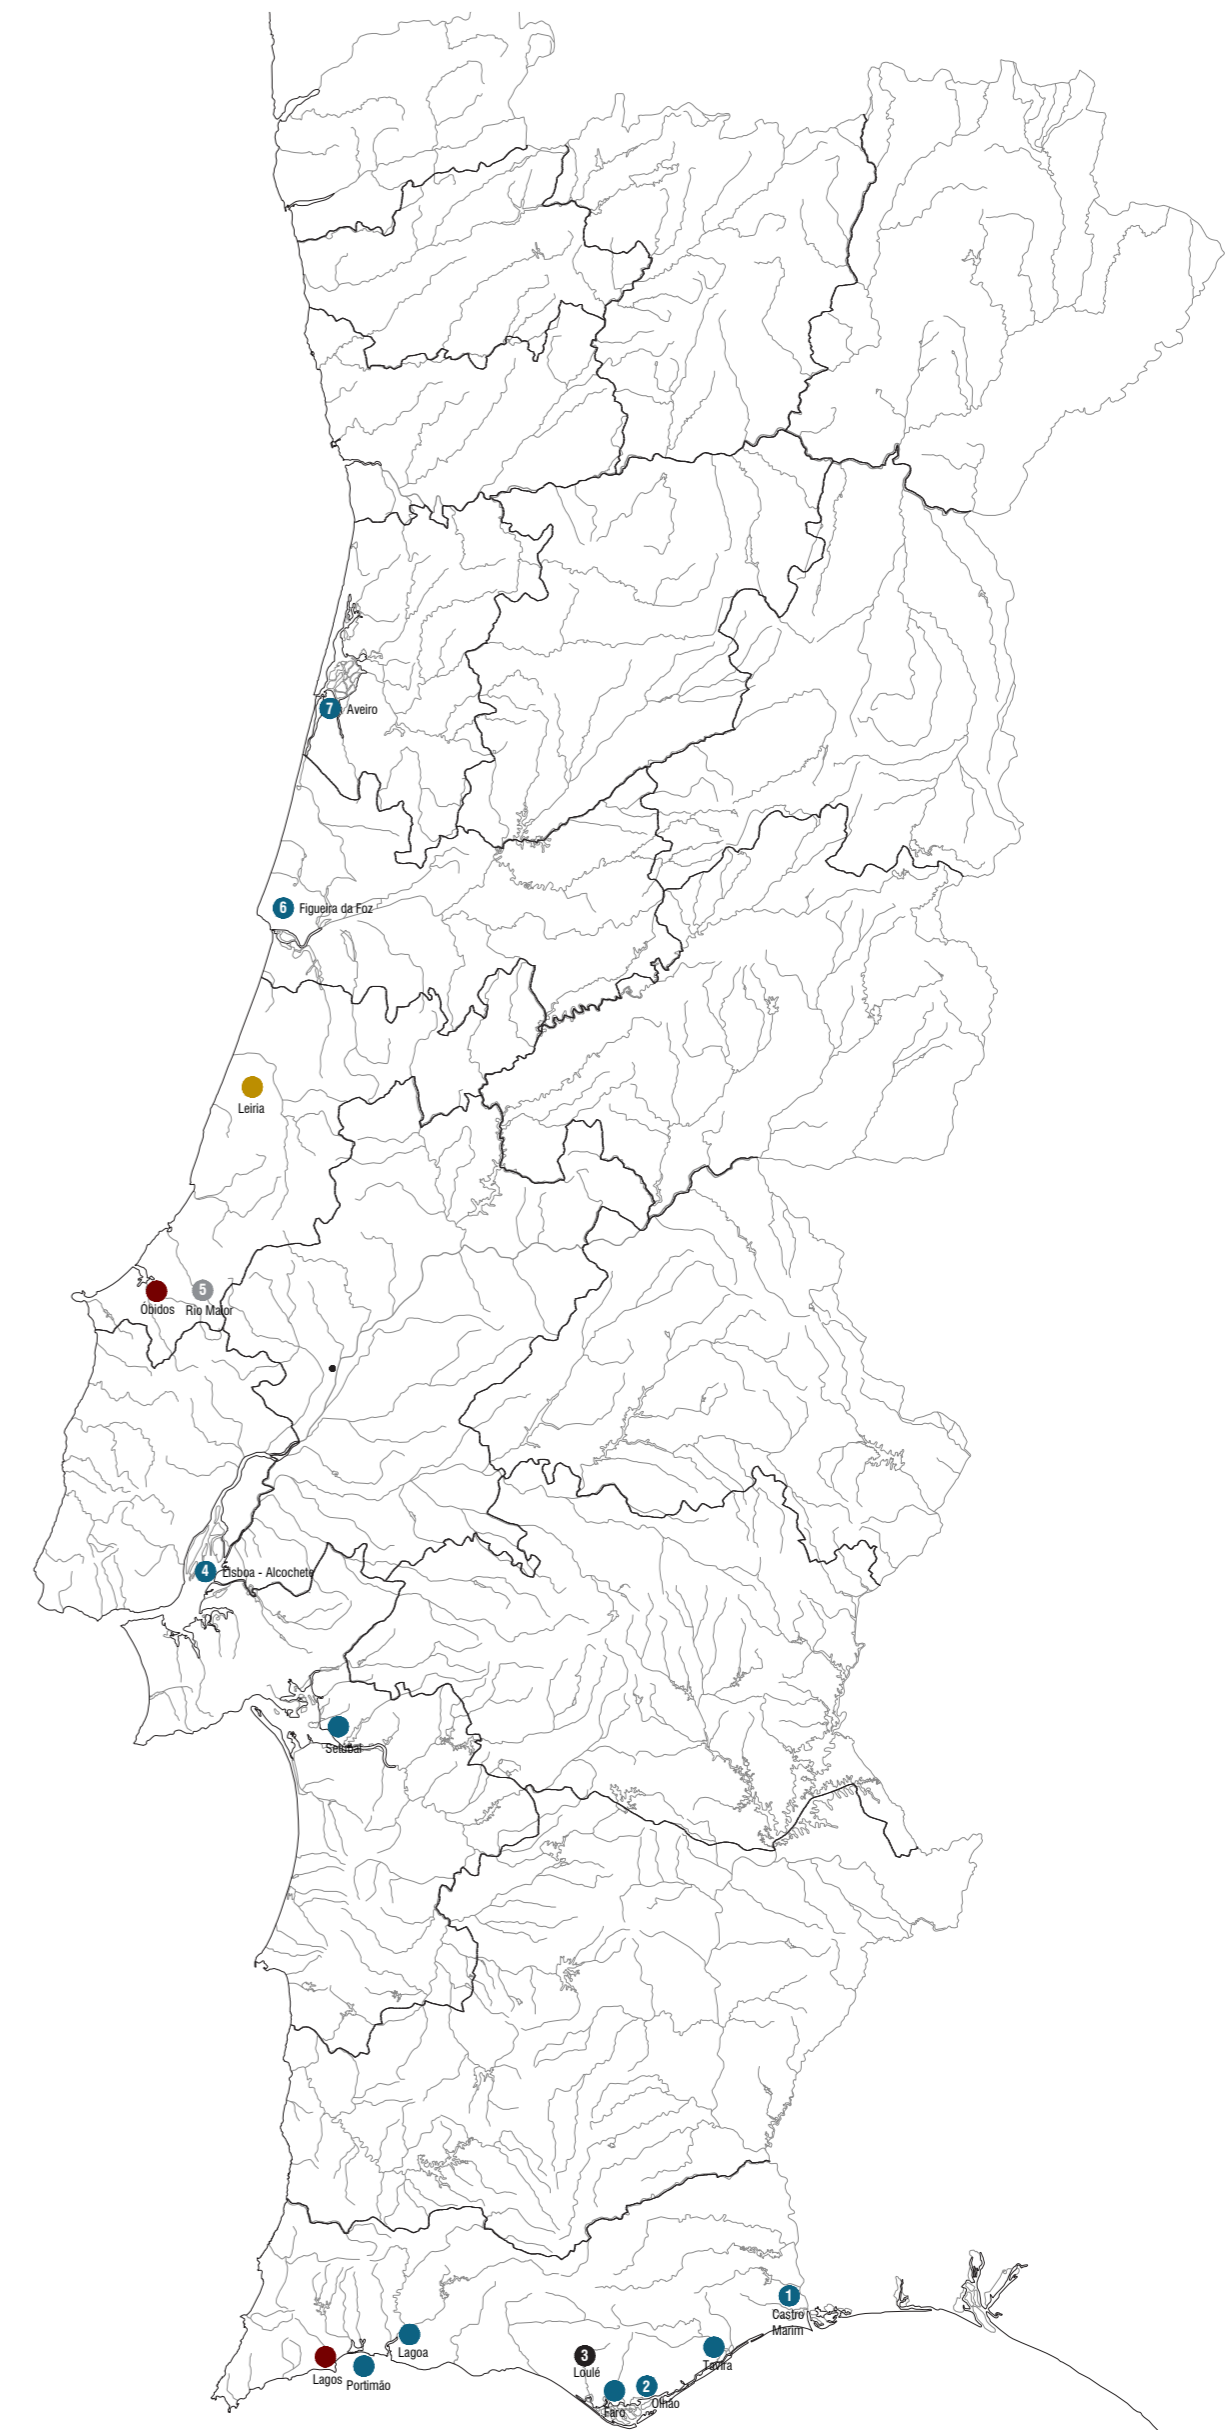 7 Aveiro
6 Figueira da Foz
Leiria
5
Óbidos Rio Maior
4 Lisboa - Alcochete
Setúbal
1
Castro
Marim
Lagoa
Tavira
3
Loulé
Lagos
Portimão
2
Olhão
Faro